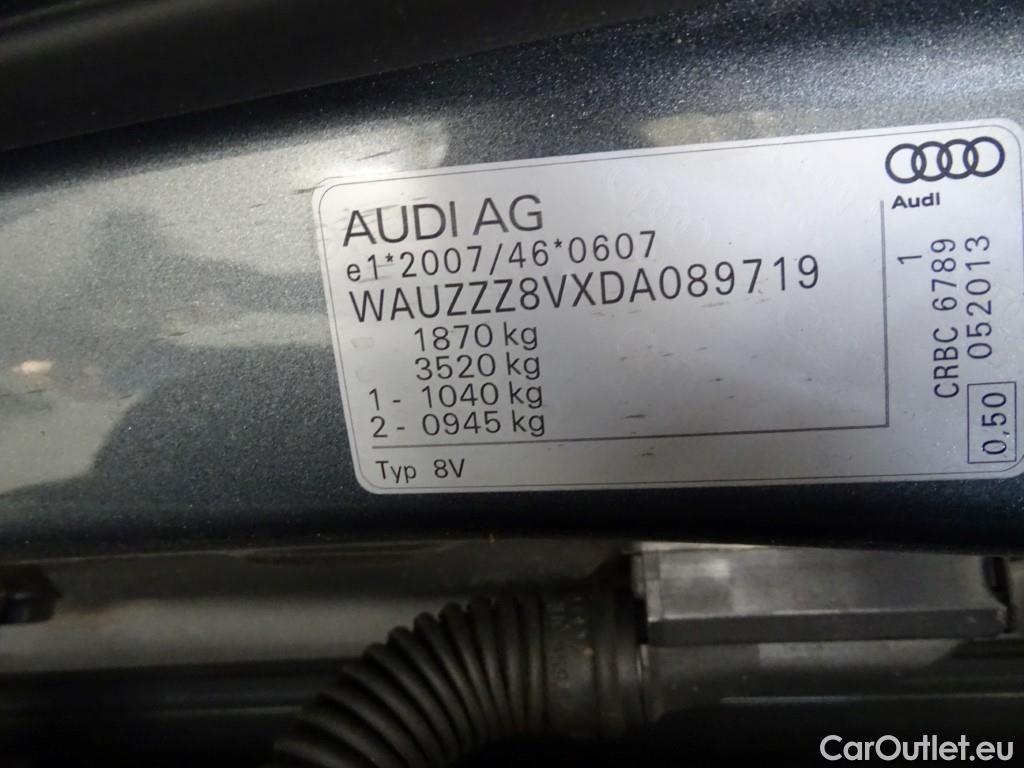 AUDI AG
e1*2007/46*0607
WAUZZZ8VXDA089719
1870 kg
3520 kg
1 - 1040 kg
2 - 0945 kg
Typ 8V
Audi
1
CRBC 6789
052013
0,50
CarOutlet.eu